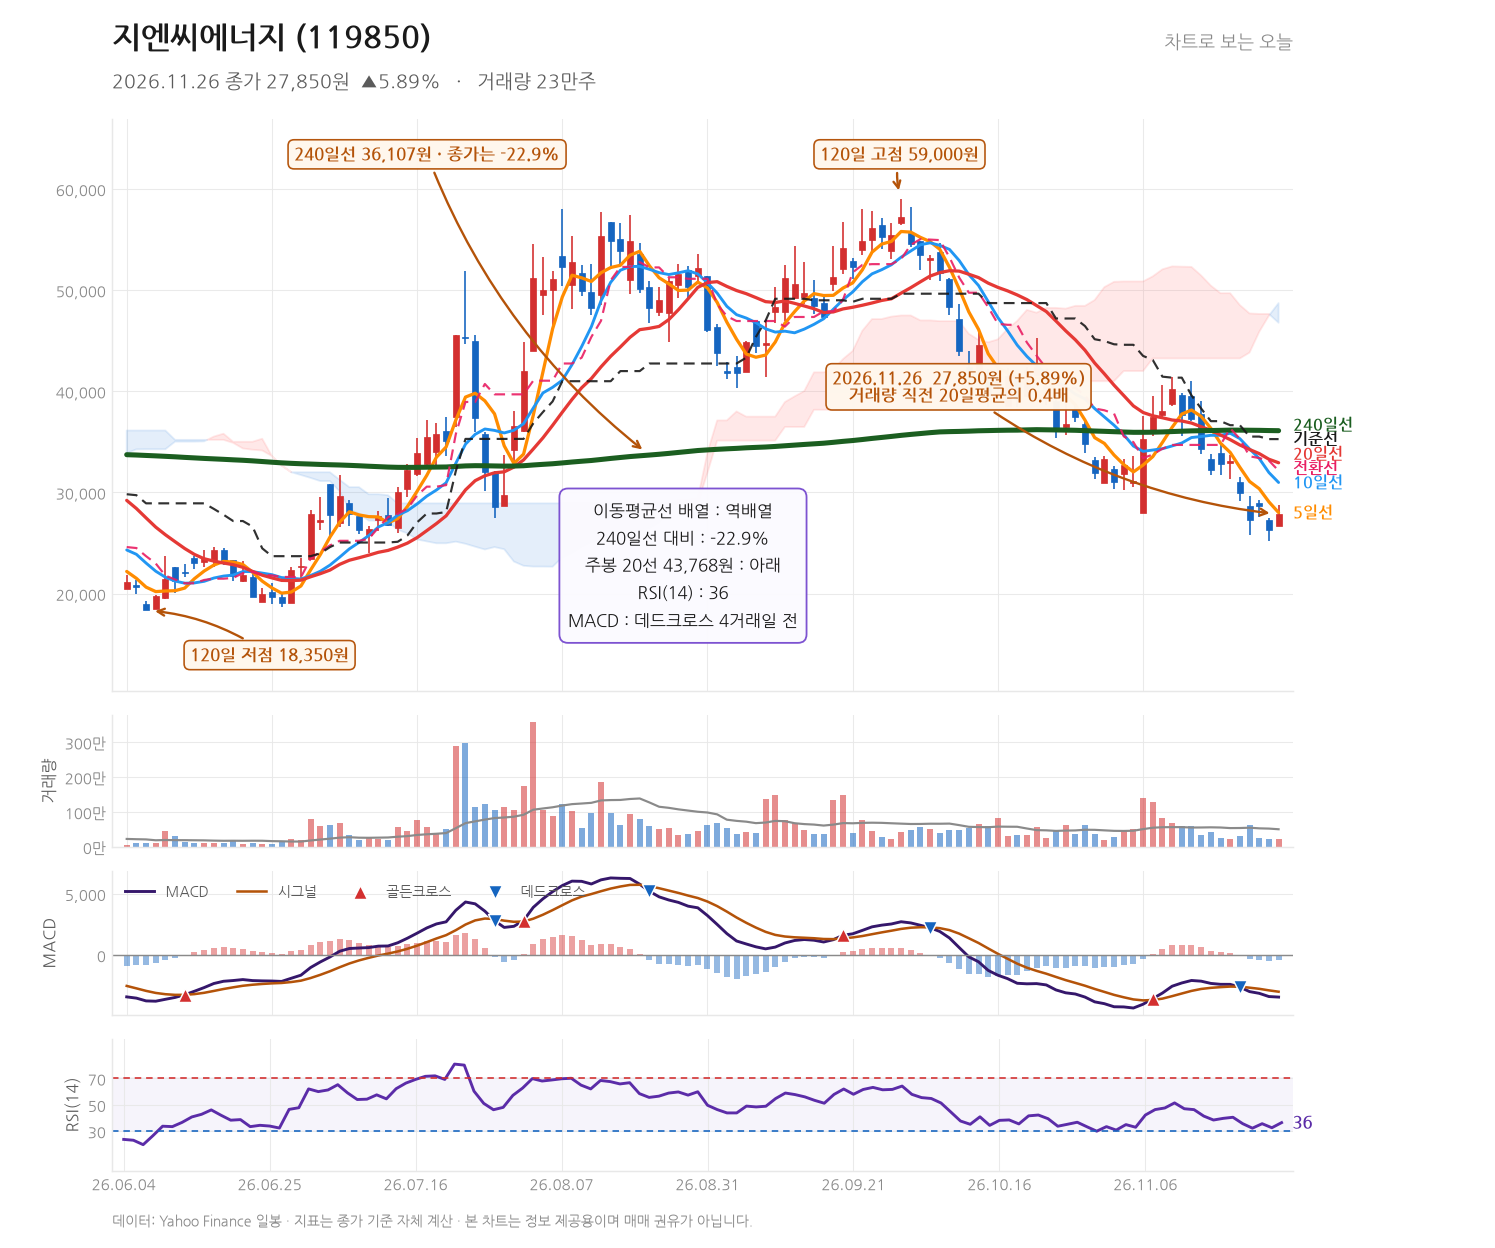 지엔씨에너지 (119850)
차트로 보는 오늘
2026.11.26 종가 27,850원 ▲5.89% · 거래량 23만주
240일선 36,107원 · 종가는 -22.9%
120일 고점 59,000원
60,000
50,000
40,000
30,000
20,000
2026.11.26 27,850원 (+5.89%)
거래량 직전 20일평균의 0.4배
240일선
기준선
20일선
전환선
10일선
5일선
이동평균선 배열 : 역배열
240일선 대비 : -22.9%
주봉 20선 43,768원 : 아래
RSI(14) : 36
MACD : 데드크로스 4거래일 전
120일 저점 18,350원
거래량
300만
200만
100만
0만
MACD
5,000
0
MACD
시그널
골든크로스
데드크로스
RSI(14)
70
50
30
36
26.06.04
26.06.25
26.07.16
26.08.07
26.08.31
26.09.21
26.10.16
26.11.06
데이터: Yahoo Finance 일봉 · 지표는 종가 기준 자체 계산 · 본 차트는 정보 제공용이며 매매 권유가 아닙니다.